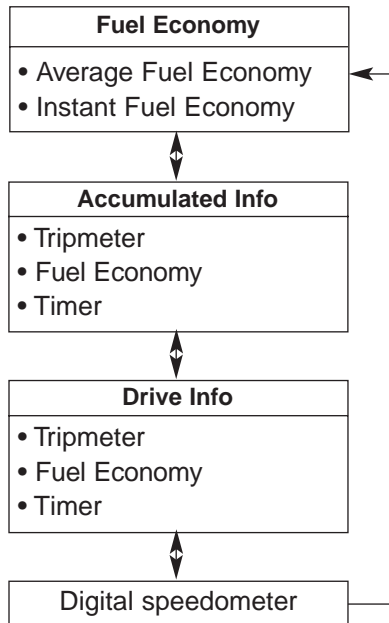 Fuel Economy
• Average Fuel Economy
• Instant Fuel Economy
Accumulated Info
• Tripmeter
• Fuel Economy
• Timer
Drive Info
• Tripmeter
• Fuel Economy
• Timer
Digital speedometer